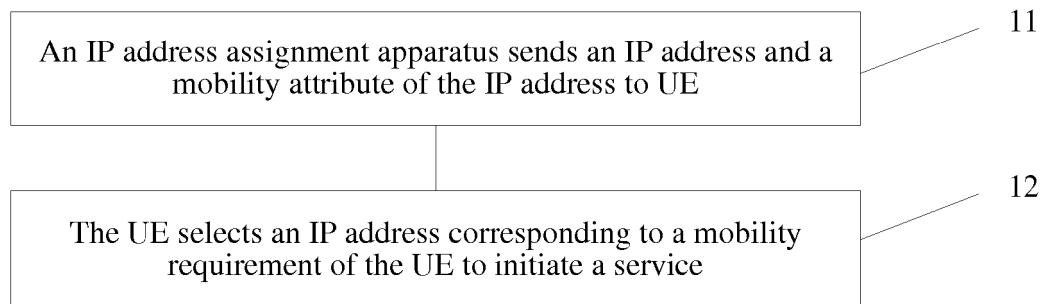 An IP address assignment apparatus sends an IP address and a
mobility attribute of the IP address to UE
11
The UE selects an IP address corresponding to a mobility
requirement of the UE to initiate a service
12